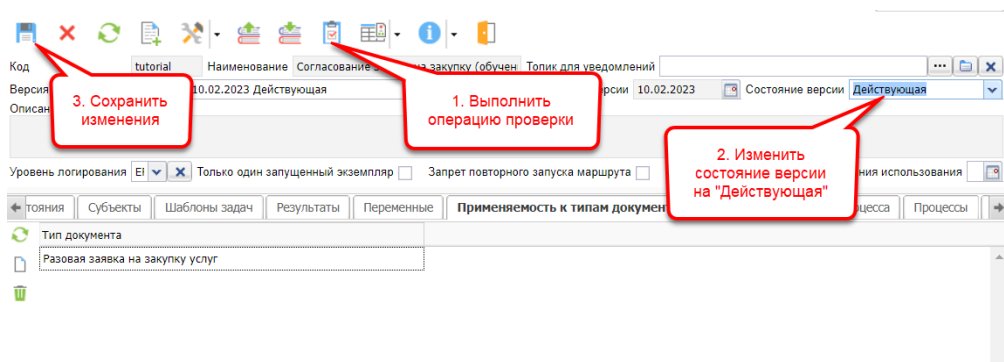 Код tutorial Наименование Согласование на закупку (обучен Топик для уведомлений
Версия 10.02.2023 Действующая рсии 10.02.2023 Состояние версии Действующая
Описан
3. Сохранить
изменения
1. Выполнить
операцию проверки
2. Изменить
состояние версии
на "Действующая"
Уровень логирования Только один запущенный экземпляр Запрет повторного запуска маршрута ния использования
тояния Субъекты Шаблоны задач Результаты Переменные Применяемость к типам докумен оцесса Процессы
Тип документа
Разовая заявка на закупку услуг